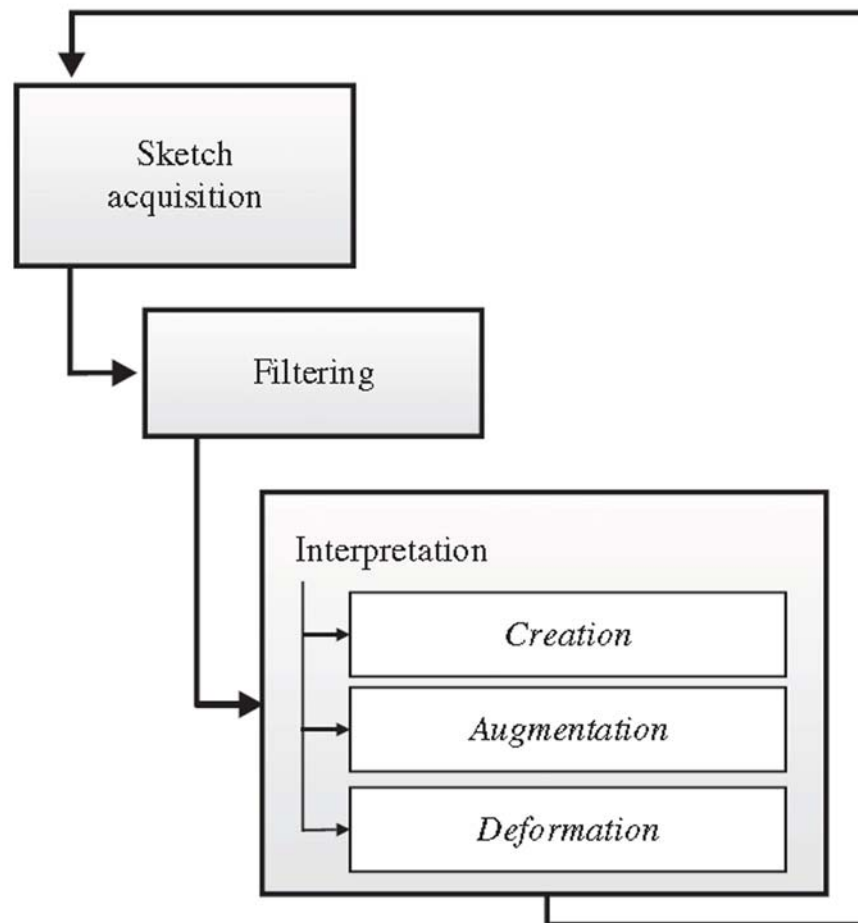 Sketch
acquisition
Filtering
Interpretation
Creation
Augmentation
Deformation